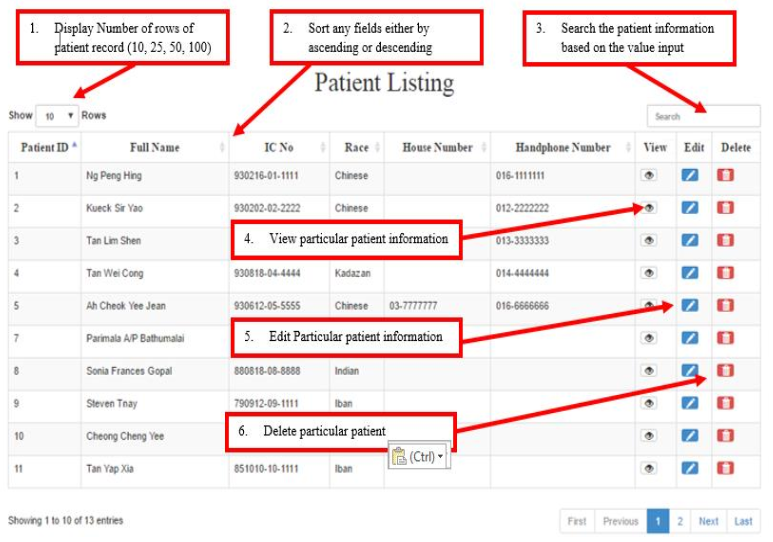 1. Display Number of rows of
patient record (10, 25, 50, 100)
2. Sort any fields either by
ascending or descending
3. Search the patient information
based on the value input
Patient Listing
Show 10 Rows
Search
Patient ID Full Name IC No Race House Number Handphone Number View Edit Delete
1 Ng Peng Hing 930216-01-1111 Chinese 016-1111111
2 Kueck Sir Yao 930202-02-2222 Chinese 012-2222222
3 Tan Lim Shen 013-3333333
4. View particular patient information
4 Tan Wei Cong 930818-04-4444 Kadazan 014-4444444
5 Ah Cheok Yee Jean 930612-05-5555 Chinese 03-7777777 016-6666666
5. Edit Particular patient information
7 Parimala A/P Bathumalai
8 Sonia Frances Gopal 880818-08-8888 Indian
9 Steven Tnay 790912-09-1111 Iban
6. Delete particular patient
10 Cheong Cheng Yee
(Ctrl)
11 Tan Yap Xia 851010-10-1111 Iban
Showing 1 to 10 of 13 entries
First Previous 1 2 Next Last